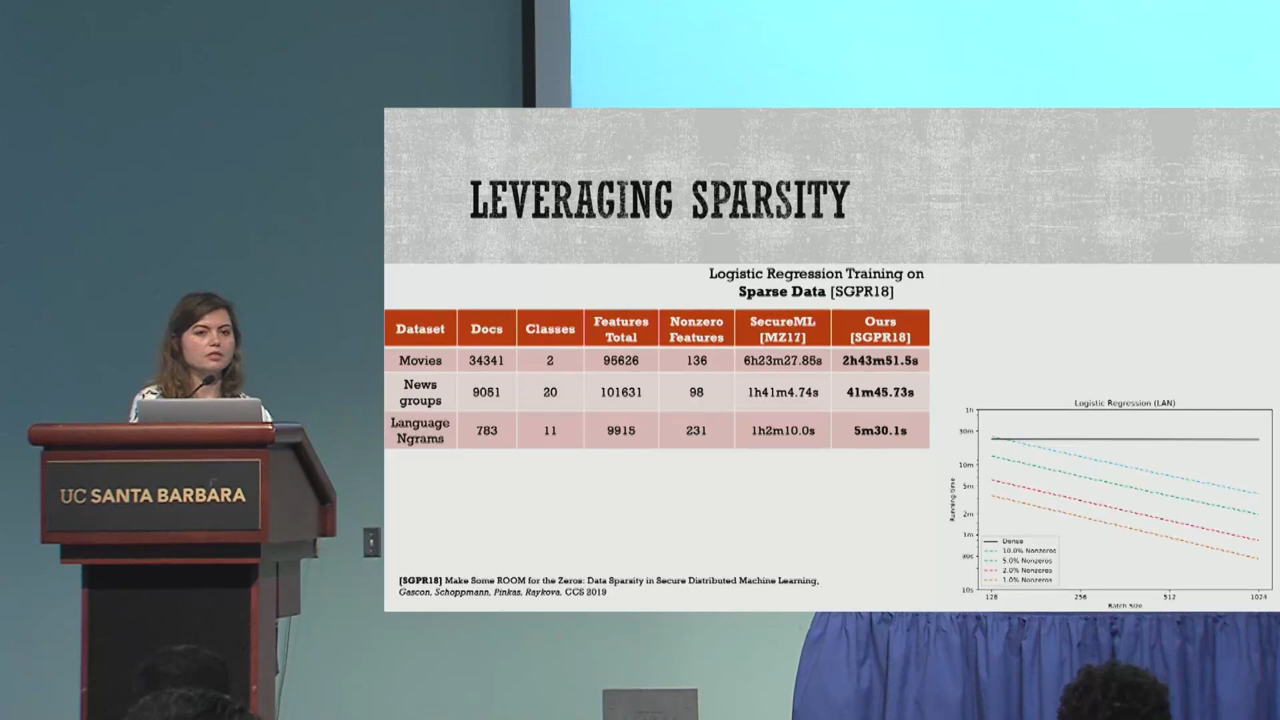 LEVERAGING SPARSITY
Logistic Regression Training on
Sparse Data [SGPR18]
Dataset Docs Classes Features Total Nonzero Features SecureML [MZ17] Ours [SGPR18]
Movies 34341 2 95626 136 6h23m27.85s 2h43m51.5s
News groups 9051 20 101631 98 1h41m4.74s 41m45.73s
Language Ngrams 783 11 9915 231 1h2m10.0s 5m30.1s
Logistic Regression (LAN)
1h
30m
10m
5m
2m
1m
30s
10s
Running time
Dense
10.0% Nonzeros
5.0% Nonzeros
2.0% Nonzeros
1.0% Nonzeros
128 256 512 1024
Batch Size
[SGPR18] Make Some ROOM for the Zeros: Data Sparsity in Secure Distributed Machine Learning,
Gascon, Schoppmann, Pinkas, Raykova, CCS 2019
UC SANTA BARBARA